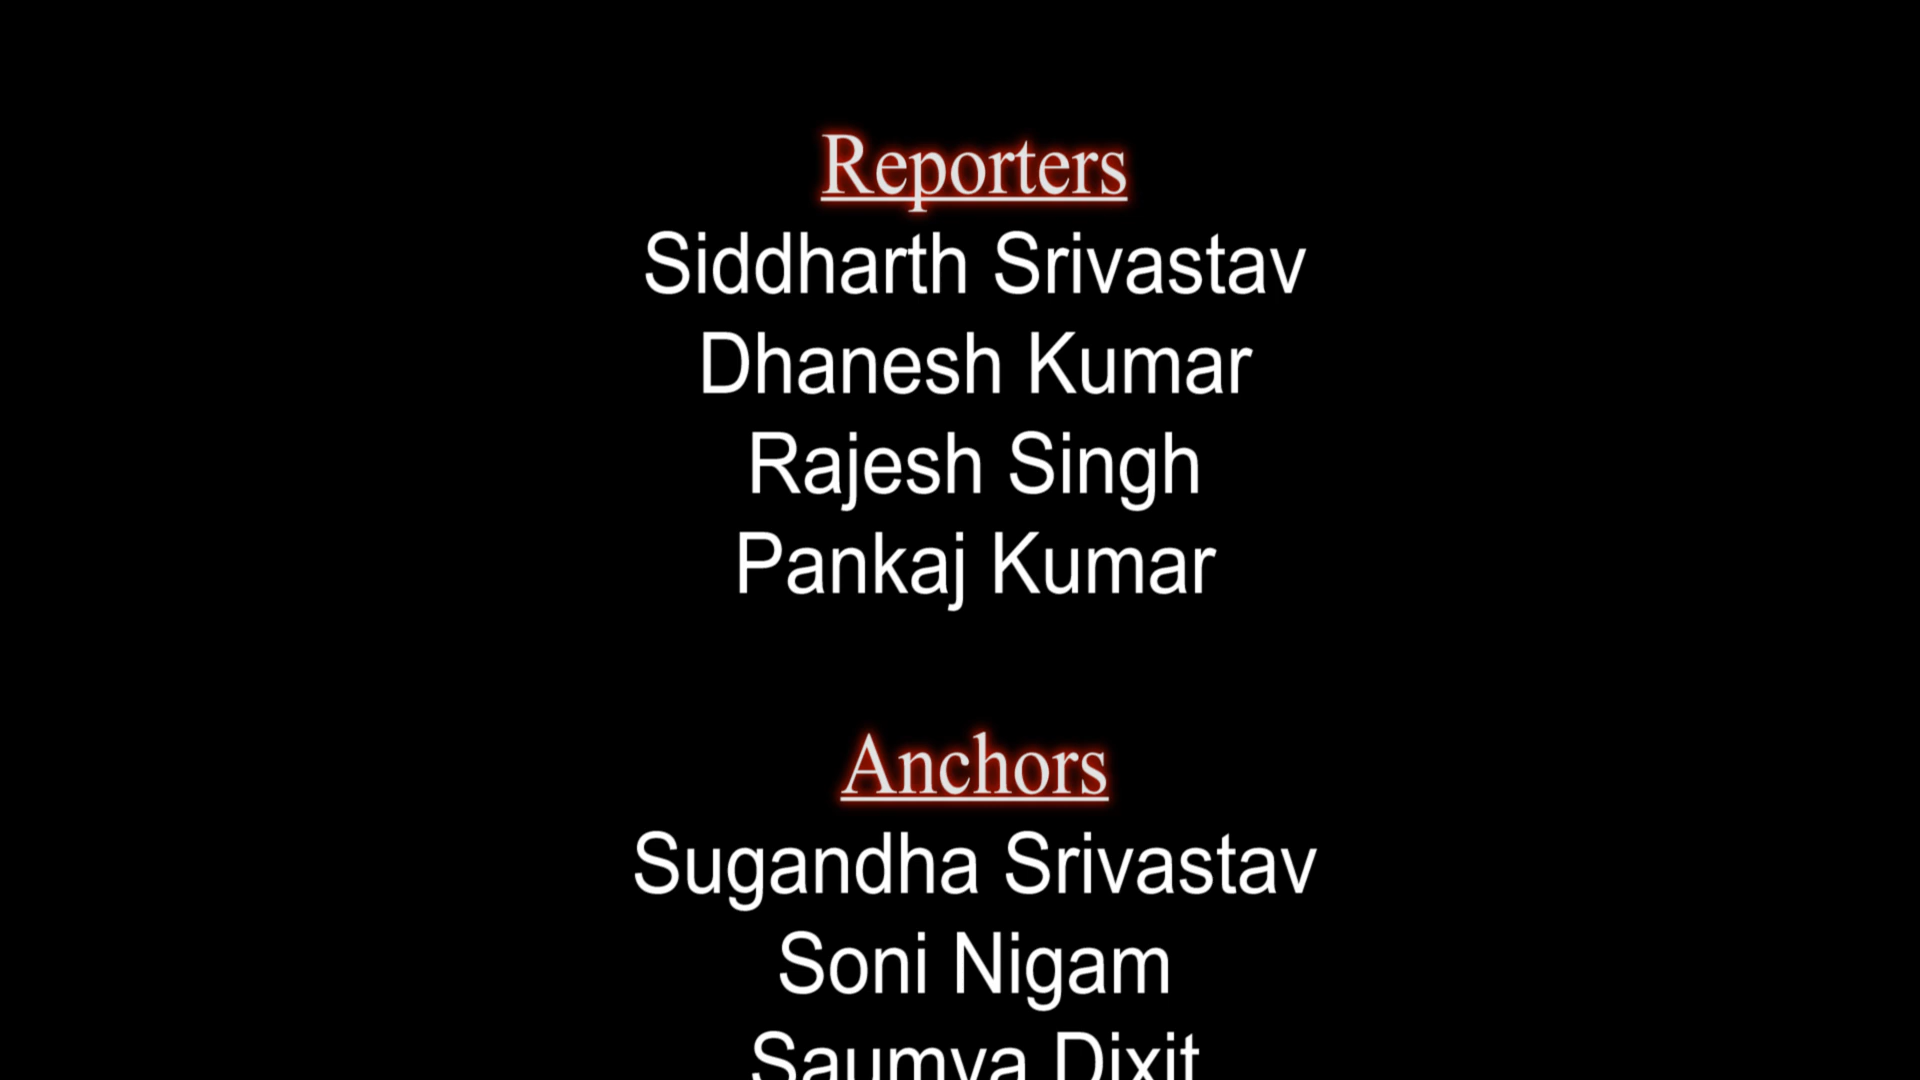 Reporters
Siddharth Srivastav
Dhanesh Kumar
Rajesh Singh
Pankaj Kumar
Anchors
Sugandha Srivastav
Soni Nigam
Saumya Dixit